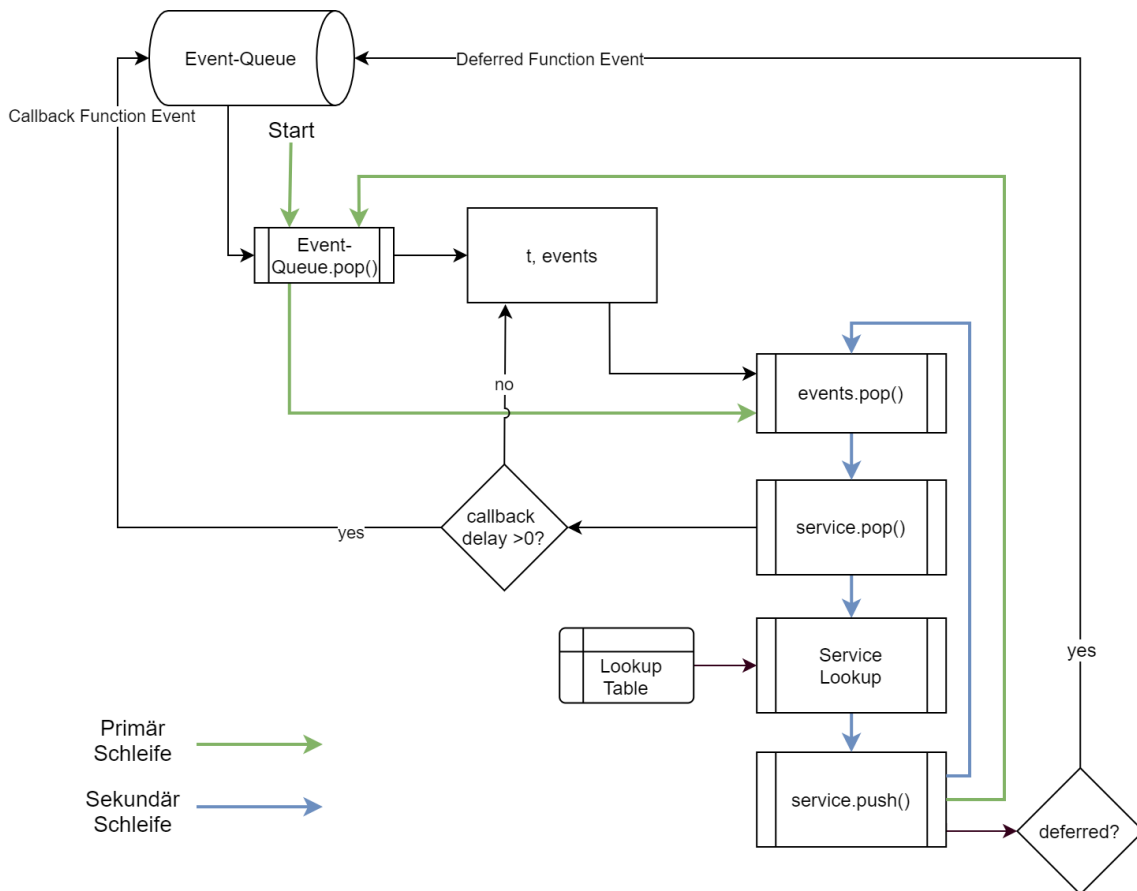 Event-Queue
Deferred Function Event
Callback Function Event
Start
Event-
Queue.pop()
t, events
no
events.pop()
callback
delay >0?
yes
service.pop()
Lookup
Table
Service
Lookup
yes
Primär
Schleife
Sekundär
Schleife
service.push()
deferred?